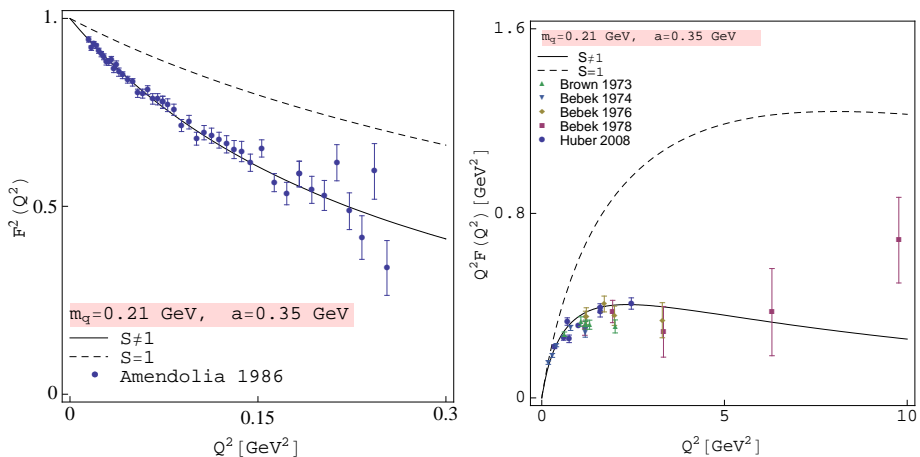 1.
0.5
0
0
0.15
0.3
F²(Q²)
Q² [GeV²]
m_q=0.21 GeV, a=0.35 GeV
S≠1
S=1
Amendolia 1986
1.6
0.8
0
0
5
10
Q²F(Q²) [GeV²]
Q² [GeV²]
m_q=0.21 GeV, a=0.35 GeV
S≠1
S=1
Brown 1973
Bebek 1974
Bebek 1976
Bebek 1978
Huber 2008